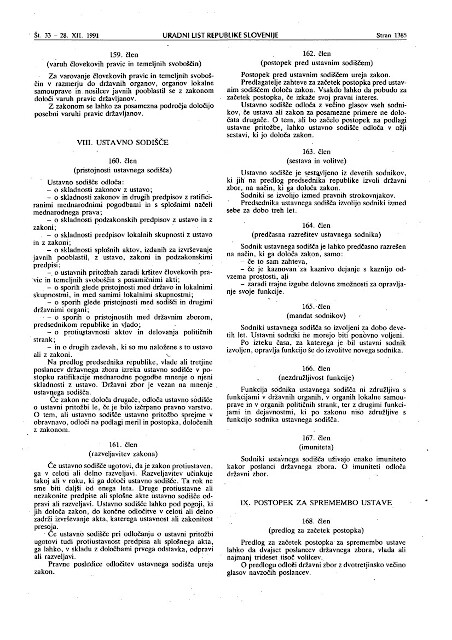 Št. 33 – 28. XII. 1991
URADNI LIST REPUBLIKE SLOVENIJE
Stran 1385
159. člen
(varuh človekovih pravic in temeljnih svoboščin)
Za varovanje človekovih pravic in temeljnih svobo-
ščin v razmerju do državnih organov, organov lokalne
samouprave in nosilcev javnih pooblastil se z zakonom
določi varuh pravic državljanov.
Z zakonom se lahko za posamezna področja določijo
posebni varuhi pravic državljanov.
VIII. USTAVNO SODIŠČE
160. člen
(pristojnosti ustavnega sodišča)
Ustavno sodišče odloča:
– o skladnosti zakonov z ustavo;
– o skladnosti zakonov in drugih predpisov z ratifici-
ranimi mednarodnimi pogodbami in s splošnimi načeli
mednarodnega prava;
– o skladnosti podzakonskih predpisov z ustavo in z
zakoni;
– o skladnosti predpisov lokalnih skupnosti z ustavo
in z zakoni;
– o skladnosti splošnih aktov, izdanih za izvrševanje
javnih pooblastil, z ustavo, zakoni in podzakonskimi
predpisi;
– o ustavnih pritožbah zaradi kršitev človekovih pra-
vic in temeljnih svoboščin s posamičnimi akti;
– o sporih glede pristojnosti med državo in lokalnimi
skupnostmi, in med samimi lokalnimi skupnostmi;
– o sporih glede pristojnosti med sodišči in drugimi
državnimi organi;
– o sporih o pristojnostih med državnim zborom,
predsednikom republike in vlado;
– o protiustavnosti aktov in delovanja političnih
strank;
– in o drugih zadevah, ki so mu naložene s to ustavo
ali z zakoni.
Na predlog predsednika republike, vlade ali tretjine
poslancev državnega zbora izreka ustavno sodišče v po-
stopku ratifikacije mednarodne pogodbe mnenje o njeni
skladnosti z ustavo. Državni zbor je vezan na mnenje
ustavnega sodišča.
Če zakon ne določa drugače, odloča ustavno sodišče
o ustavni pritožbi le, če je bilo izčrpano pravno varstvo.
O tem, ali ustavno sodišče ustavno pritožbo sprejme v
obravnavo, odloči na podlagi meril in postopka, določenih
z zakonom.
161. člen
(razveljavitev zakona)
Če ustavno sodišče ugotovi, da je zakon protiustaven,
ga v celoti ali delno razveljavi. Razveljavitev učinkuje
takoj ali v roku, ki ga določi ustavno sodišče. Ta rok ne
sme biti daljši od enega leta. Druge protiustavne ali
nezakonite predpise ali splošne akte ustavno sodišče od-
pravi ali razveljavi. Ustavno sodišče lahko pod pogoji, ki
jih določa zakon, do končne odločitve v celoti ali delno
zadrži izvrševanje akta, katerega ustavnost ali zakonitost
presoja.
Če ustavno sodišče pri odločanju o ustavni pritožbi
ugotovi tudi protiustavnost predpisa ali splošnega akta,
ga lahko, v skladu z določbami prvega odstavka, odpravi
ali razveljavi.
Pravne posledice odločitev ustavnega sodišča ureja
zakon.
162. člen
(postopek pred ustavnim sodiščem)
Postopek pred ustavnim sodiščem ureja zakon.
Predlagatelje zahteve za začetek postopka pred ustav-
nim sodiščem določa zakon. Vsakdo lahko da pobudo za
začetek postopka, če izkaže svoj pravni interes.
Ustavno sodišče odloča z večino glasov vseh sodni-
kov, če ustava ali zakon za posamezne primere ne dolo-
čata drugače. O tem, ali bo začelo postopek na podlagi
ustavne pritožbe, lahko ustavno sodišče odloča v ožji
sestavi, ki jo določa zakon.
163. člen
(sestava in volitve)
Ustavno sodišče je sestavljeno iz devetih sodnikov,
ki jih na predlog predsednika republike izvoli državni
zbor, na način, ki ga določa zakon.
Sodniki se izvolijo izmed pravnih strokovnjakov.
Predsednika ustavnega sodišča izvolijo sodniki izmed
sebe za dobo treh let.
164. člen
(predčasna razrešitev ustavnega sodnika)
Sodnik ustavnega sodišča je lahko predčasno razrešen
na način, ki ga določa zakon, samo:
– če to sam zahteva,
– če je kaznovan za kaznivo dejanje s kaznijo od-
vzema prostosti, ali
– zaradi trajne izgube delovne zmožnosti za opravlja-
nje svoje funkcije.
165. člen
(mandat sodnikov)
Sodniki ustavnega sodišča so izvoljeni za dobo deve-
tih let. Ustavni sodniki ne morejo biti ponovno voljeni.
Po izteku časa, za katerega je bil ustavni sodnik
izvoljen, opravlja funkcijo še do izvolitve novega sodnika.
166. člen
(nezdružljivost funkcije)
Funkcija sodnika ustavnega sodišča ni združljiva s
funkcijami v državnih organih, v organih lokalne samou-
prave in v organih političnih strank, ter z drugimi funkci-
jami in dejavnostmi, ki po zakonu niso združljive s
funkcijo sodnika ustavnega sodišča.
167. člen
(imuniteta)
Sodniki ustavnega sodišča uživajo enako imuniteto
kakor poslanci državnega zbora. O imuniteti odloča
državni zbor.
IX. POSTOPEK ZA SPREMEMBO USTAVE
168. člen
(predlog za začetek postopka)
Predlog za začetek postopka za spremembo ustave
lahko da dvajset poslancev državnega zbora, vlada ali
najmanj trideset tisoč volilcev.
O predlogu odloči državni zbor z dvotretjinsko večino
glasov navzočih poslancev.